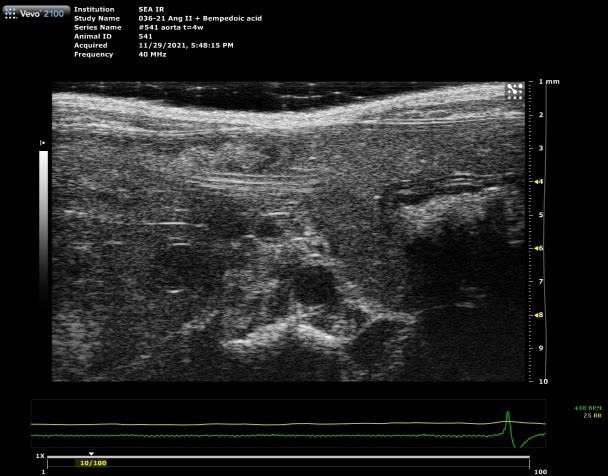 Vevo 2100
Institution SEA IR
Study Name 036-21 Ang II + Bempedoic acid
Series Name #541 aorta t=4w
Animal ID 541
Acquired 11/29/2021, 5:48:15 PM
Frequency 40 MHz
1 mm
2
3
4
5
6
7
8
9
10
418 BPM
25 RR
1X
10/100
1 100